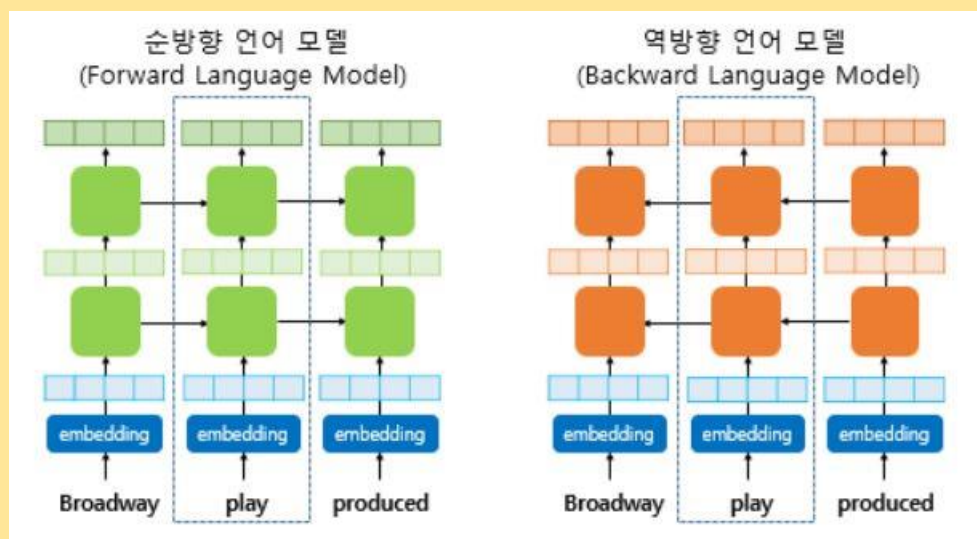 순방향 언어 모델
(Forward Language Model)
embedding
embedding
embedding
Broadway
play
produced
역방향 언어 모델
(Backward Language Model)
embedding
embedding
embedding
Broadway
play
produced